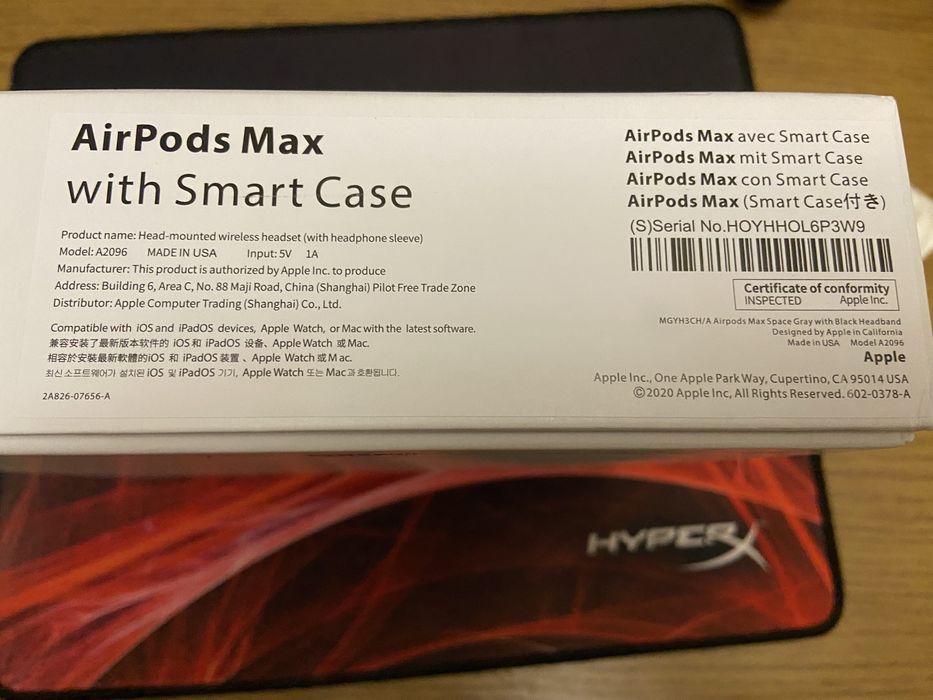 AirPods Max
with Smart Case
Product name: Head-mounted wireless headset (with headphone sleeve)
Model: A2096 MADE IN USA Input: 5V 1A
Manufacturer: This product is authorized by Apple Inc. to produce
Address: Building 6, Area C, No. 88 Maji Road, China (Shanghai) Pilot Free Trade Zone
Distributor: Apple Computer Trading (Shanghai) Co., Ltd.
Compatible with iOS and iPadOS devices, Apple Watch, or Mac with the latest software.
兼容安装了最新版本软件的 iOS 和 iPadOS 设备、Apple Watch 或 Mac.
相容於安裝最新軟體的iOS 和 iPadOS 装置 、Apple Watch 或 Mac.
최신 소프트웨어가 설치된 iOS 및 iPadOS 기기, Apple Watch 또는 Mac과 호환됩니다.
2A826-07656-A
AirPods Max avec Smart Case
AirPods Max mit Smart Case
AirPods Max con Smart Case
AirPods Max (Smart Case付き)
(S)Serial No.HOYHHOL6P3W9
Certificate of conformity
INSPECTED Apple Inc.
MGYH3CH/A Airpods Max Space Gray with Black Headband
Designed by Apple in California
Made in USA Model A2096
Apple
Apple Inc., One Apple Park Way, Cupertino, CA 95014 USA
©2020 Apple Inc, All Rights Reserved. 602-0378-A
HYPERX